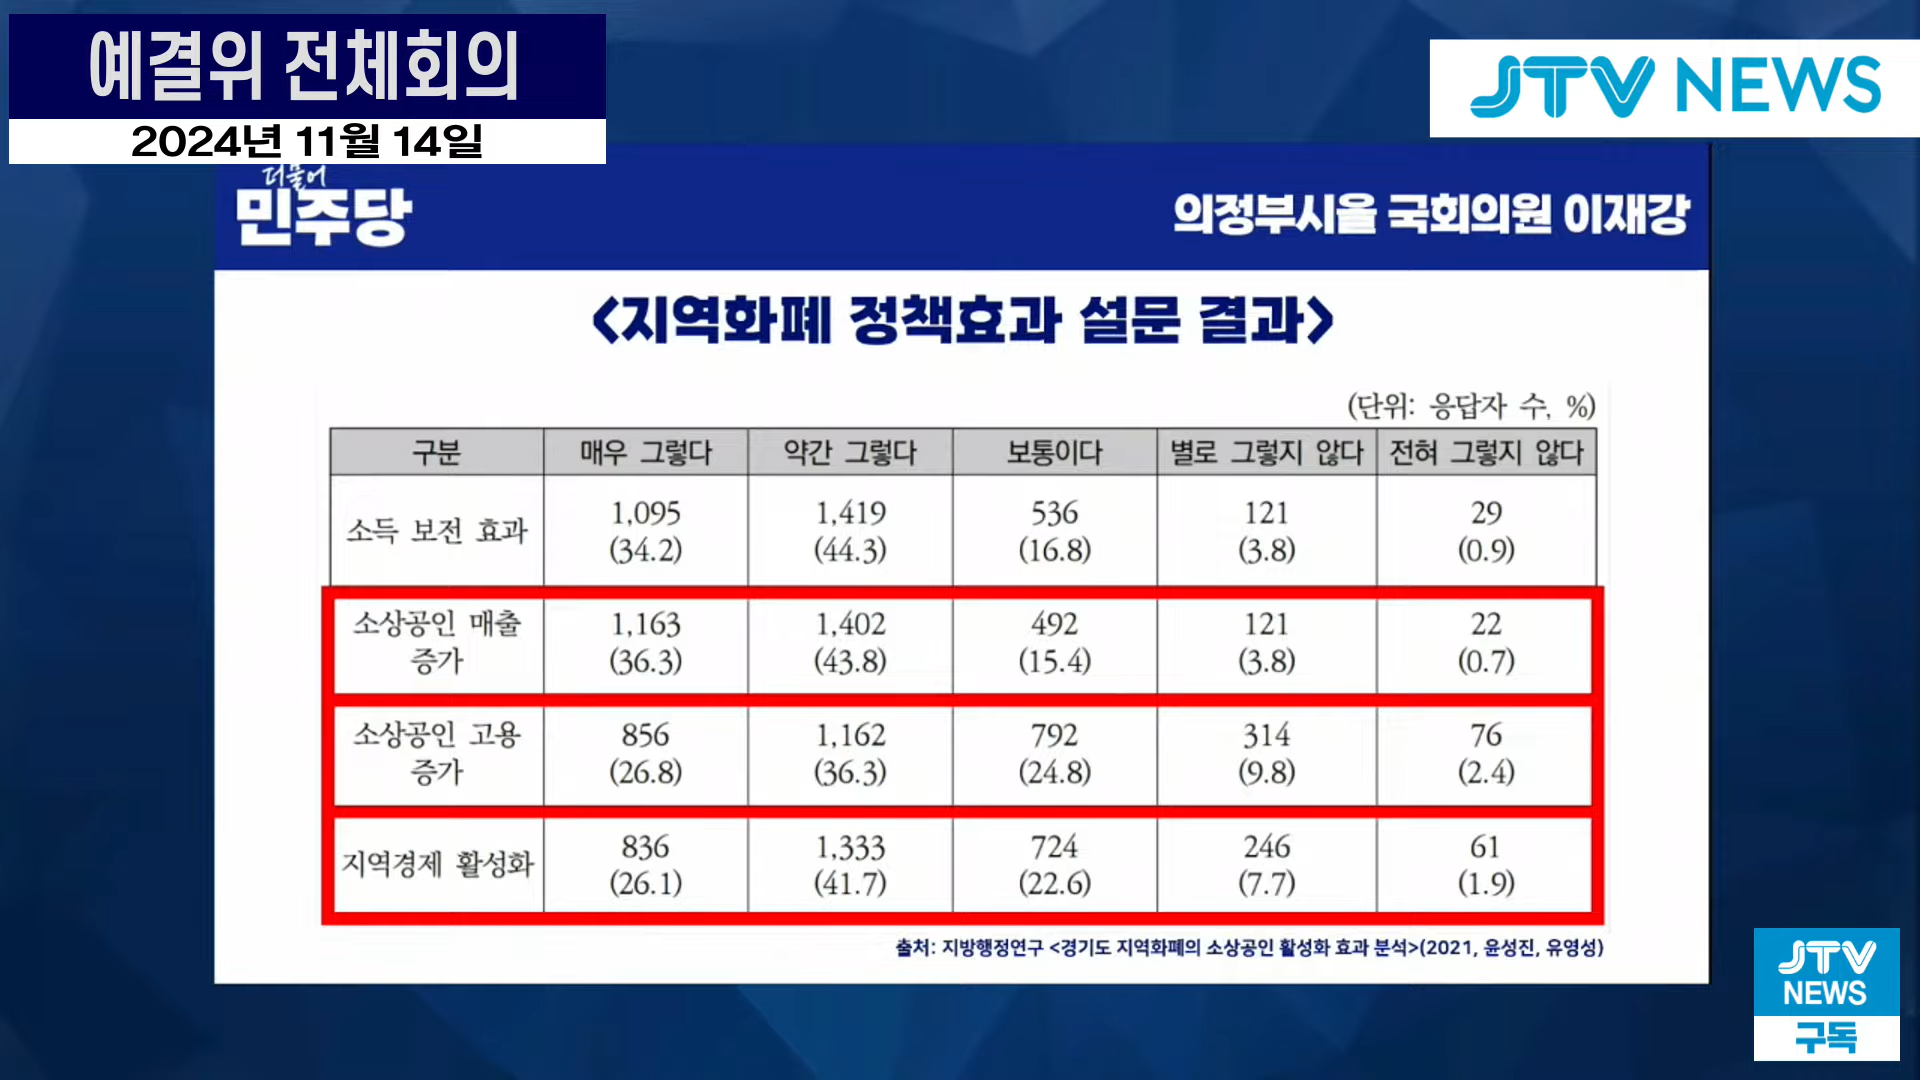 예결위 전체회의
2024년 11월 14일
JTV NEWS
더불어
민주당
의정부시을 국회의원 이재강
<지역화폐 정책효과 설문 결과>
(단위: 응답자 수, %)
구분 매우 그렇다 약간 그렇다 보통이다 별로 그렇지 않다 전혀 그렇지 않다
소득 보전 효과 1,095 1,419 536 121 29
(34.2) (44.3) (16.8) (3.8) (0.9)
소상공인 매출 1,163 1,402 492 121 22
증가 (36.3) (43.8) (15.4) (3.8) (0.7)
소상공인 고용 856 1,162 792 314 76
증가 (26.8) (36.3) (24.8) (9.8) (2.4)
지역경제 활성화 836 1,333 724 246 61
(26.1) (41.7) (22.6) (7.7) (1.9)
출처: 지방행정연구 <경기도 지역화폐의 소상공인 활성화 효과 분석>(2021, 윤성진, 유영성)
JTV
NEWS
구독